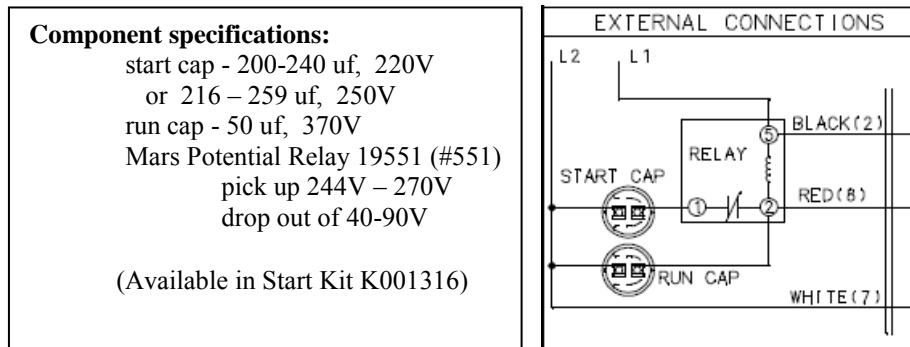 Component specifications:
start cap - 200-240 uf, 220V
or 216 – 259 uf, 250V
run cap - 50 uf, 370V
Mars Potential Relay 19551 (#551)
pick up 244V – 270V
drop out of 40-90V
(Available in Start Kit K001316)
EXTERNAL CONNECTIONS
L2 L1
5 BLACK(2)
RELAY
START CAP
1 2 RED(8)
RUN CAP
WHITE(7)